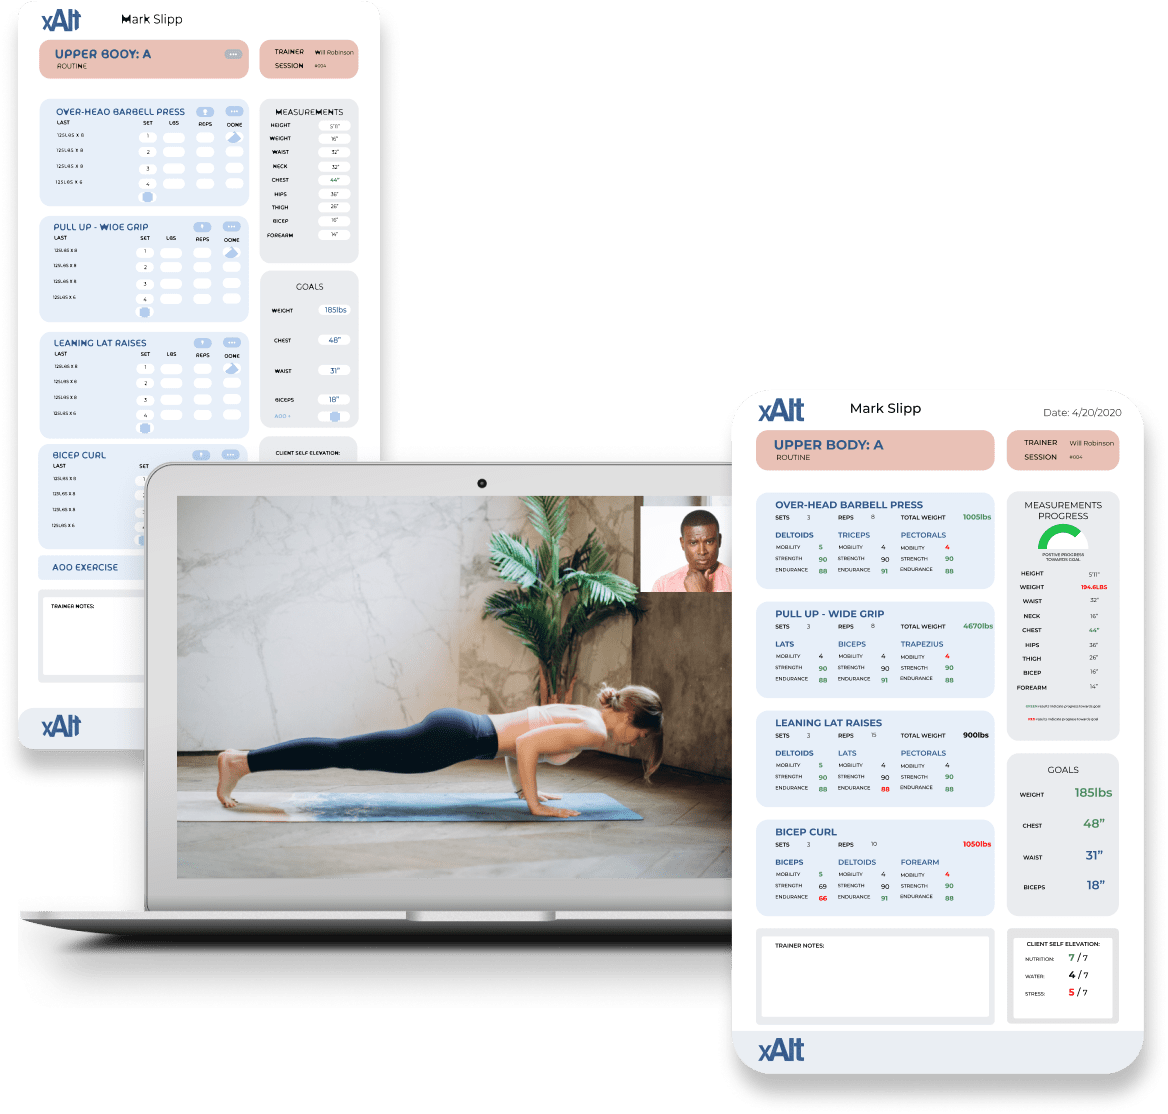 xAlt
Mark Slipp
UPPER BODY: A
ROUTINE
TRAINER Will Robinson
SESSION #004
OVER-HEAD BARBELL PRESS
LAST SET LBS REPS DONE
125LBS X 8 1
125LBS X 8 2
125LBS X 8 3
125LBS X 6 4
PULL UP - WIDE GRIP
LAST SET LBS REPS DONE
125LBS X 8 1
125LBS X 8 2
125LBS X 8 3
125LBS X 6 4
LEANING LAT RAISES
LAST SET LBS REPS DONE
125LBS X 8 1
125LBS X 8 2
125LBS X 8 3
125LBS X 6 4
BICEP CURL
LAST SET
125LBS X 8
125LBS X 8
125LBS X 8
125LBS X 6
ADD EXERCISE
TRAINER NOTES:
xAlt
MEASUREMENTS
HEIGHT 5'11"
WEIGHT 16"
WAIST 32"
NECK 32"
CHEST 44"
HIPS 36"
THIGH 26"
BICEP 16"
FOREARM 14"
GOALS
WEIGHT 185lbs
CHEST 48”
WAIST 31”
BICEPS 18”
ADD +
CLIENT SELF ELEVATION:
xAlt
Mark Slipp
Date: 4/20/2020
UPPER BODY: A
ROUTINE
TRAINER Will Robinson
SESSION #004
OVER-HEAD BARBELL PRESS
SETS 3 REPS 8 TOTAL WEIGHT 1005lbs
DELTOIDS TRICEPS PECTORALS
MOBILITY 5 MOBILITY 4 MOBILITY 4
STRENGTH 90 STRENGTH 90 STRENGTH 90
ENDURANCE 88 ENDURANCE 91 ENDURANCE 88
PULL UP - WIDE GRIP
SETS 3 REPS 8 TOTAL WEIGHT 4670lbs
LATS BICEPS TRAPEZIUS
MOBILITY 4 MOBILITY 4 MOBILITY 4
STRENGTH 90 STRENGTH 90 STRENGTH 90
ENDURANCE 88 ENDURANCE 91 ENDURANCE 88
LEANING LAT RAISES
SETS 3 REPS 15 TOTAL WEIGHT 900lbs
DELTOIDS LATS PECTORALS
MOBILITY 5 MOBILITY 4 MOBILITY 4
STRENGTH 90 STRENGTH 90 STRENGTH 90
ENDURANCE 88 ENDURANCE 88 ENDURANCE 88
BICEP CURL
SETS 3 REPS 10 1050lbs
BICEPS DELTOIDS FOREARM
MOBILITY 5 MOBILITY 4 MOBILITY 4
STRENGTH 69 STRENGTH 90 STRENGTH 90
ENDURANCE 66 ENDURANCE 91 ENDURANCE 88
TRAINER NOTES:
MEASUREMENTS
PROGRESS
POSTIVE PROGRESS
TOWARDS GOAL
HEIGHT 5'11"
WEIGHT 194.6LBS
WAIST 32"
NECK 16"
CHEST 44"
HIPS 36"
THIGH 26"
BICEP 16"
FOREARM 14"
GREEN results indicate progress towards goal
RED results indicate progress towards goal
GOALS
WEIGHT 185lbs
CHEST 48”
WAIST 31”
BICEPS 18”
CLIENT SELF ELEVATION:
NUTRITION: 7 / 7
WATER: 4 / 7
STRESS: 5 / 7
xAlt